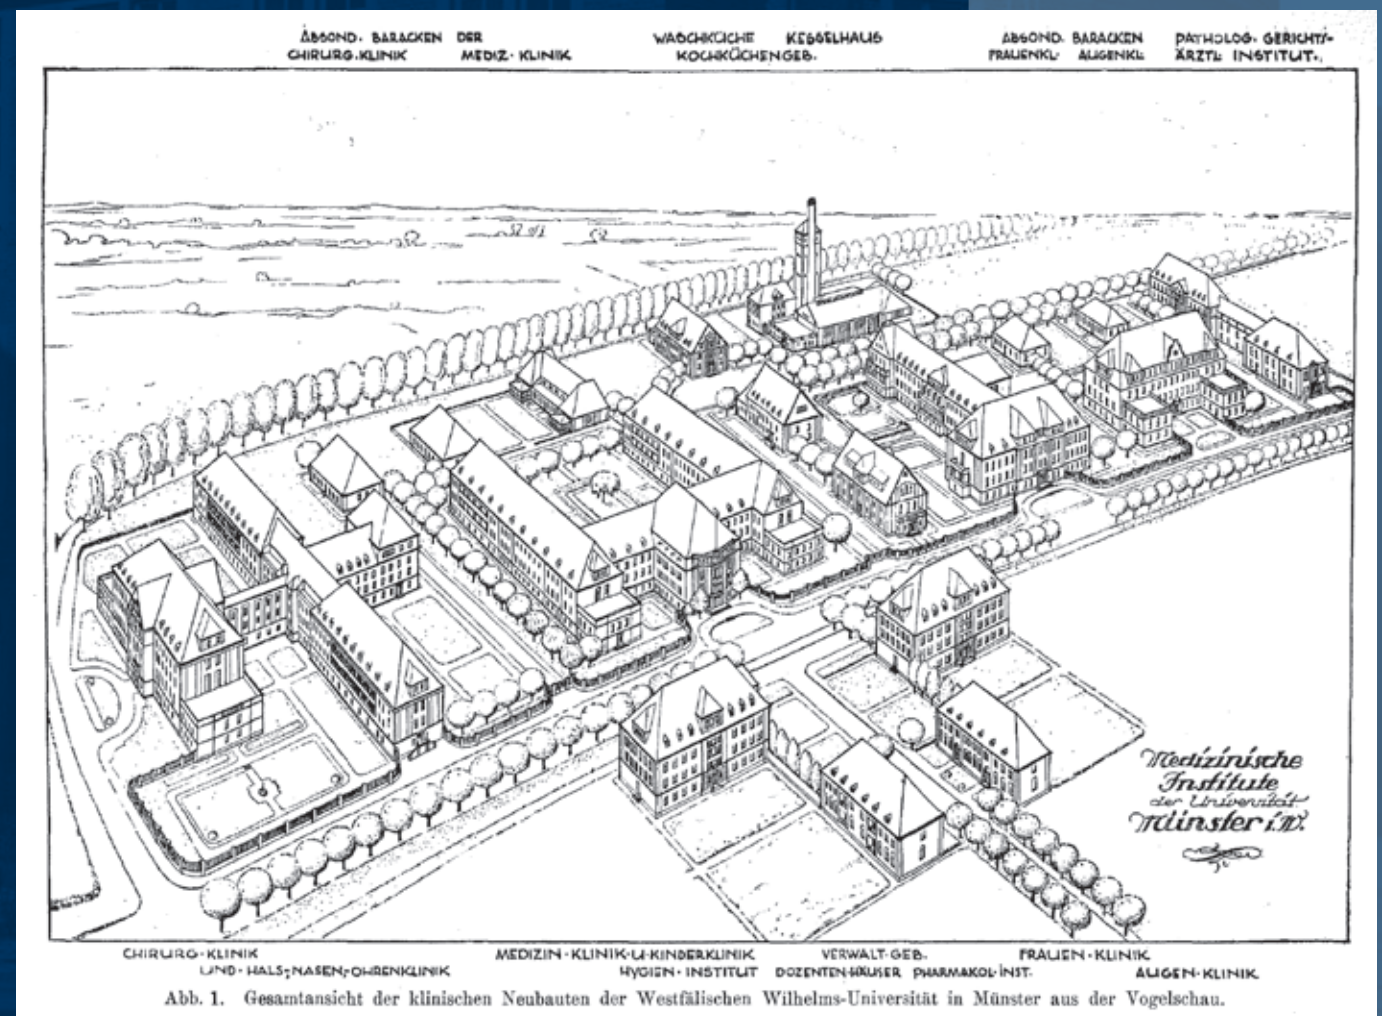 ABSOND. BARACKEN DER
CHIRURG.KLINIK MEDIZ. KLINIK
WASCHKÜCHE KESSELHAUS
KOCHKÜCHENGEB.
ABSOND. BARACKEN
FRAUENKL. AUGENKL.
PATHOLOG. GERICHTS-
ÄRZTL. INSTITUT.
Medizinische
Institute
der Universität
Münster i.W.
CHIRURG-KLINIK
UND-HALS-, NASEN-, OHRENKLINIK
MEDIZIN-KLINIK-U-KINDERKLINIK
HYGIEN-INSTITUT
VERWALT-GEB.
DOZENTEN-HÄUSER PHARMAKOL-INST.
FRAUEN-KLINIK
AUGEN-KLINIK
Abb. 1. Gesamtansicht der klinischen Neubauten der Westfälischen Wilhelms-Universität in Münster aus der Vogelschau.